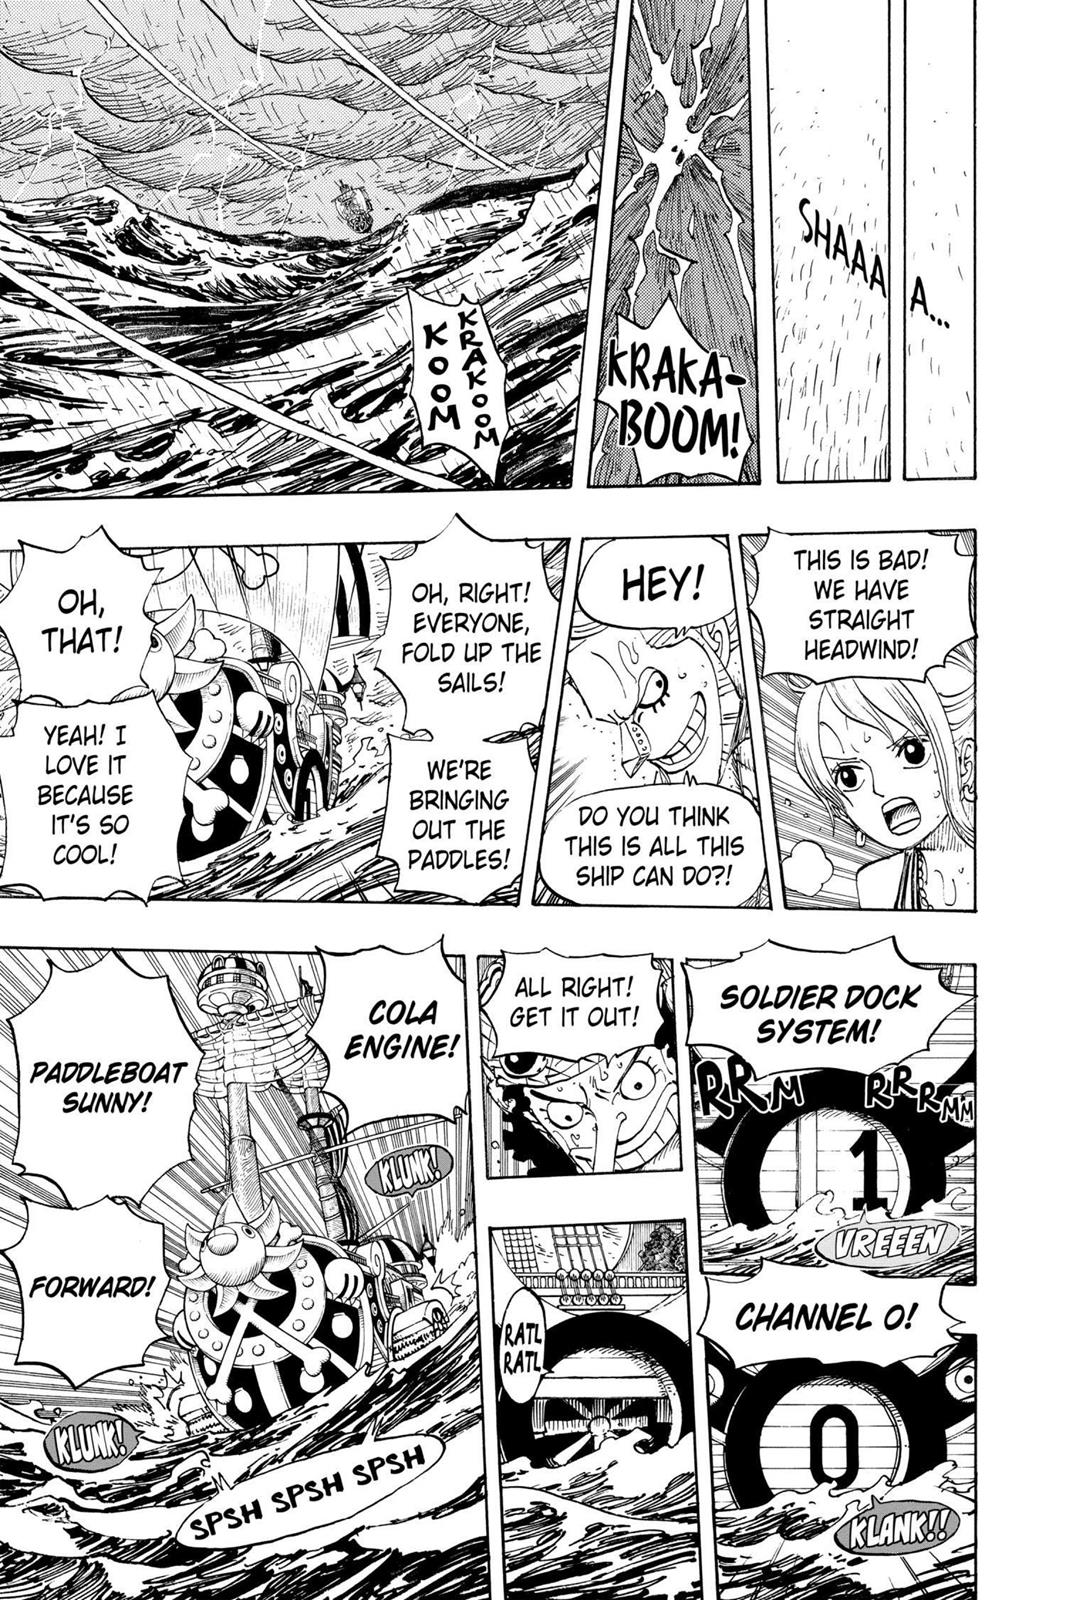 SHAAA
A...
KRAKA-
BOOM!
KRAKOOM
KOOM
THIS IS BAD!
WE HAVE
STRAIGHT
HEADWIND!
HEY!
DO YOU THINK
THIS IS ALL THIS
SHIP CAN DO?!
OH, RIGHT!
EVERYONE,
FOLD UP THE
SAILS!
WE'RE
BRINGING
OUT THE
PADDLES!
OH,
THAT!
YEAH! I
LOVE IT
BECAUSE
IT'S SO
COOL!
SOLDIER DOCK
SYSTEM!
RRM
RRRMM
1
VREEEN
CHANNEL 0!
0
KLANK!!
ALL RIGHT!
GET IT OUT!
RATL
RATL
COLA
ENGINE!
PADDLEBOAT
SUNNY!
KLUNK!
FORWARD!
KLUNK!
SPSH SPSH SPSH